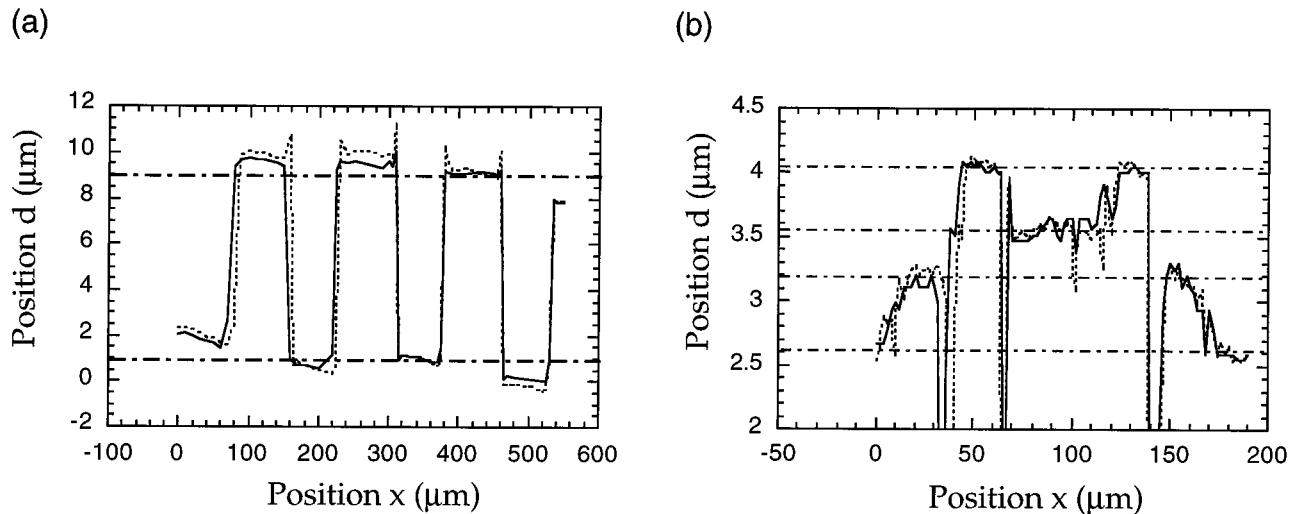 (a)
12
10
8
6
4
2
0
-2
-100 0 100 200 300 400 500 600
Position d (μm)
Position x (μm)
(b)
4.5
4
3.5
3
2.5
2
-50 0 50 100 150 200
Position d (μm)
Position x (μm)